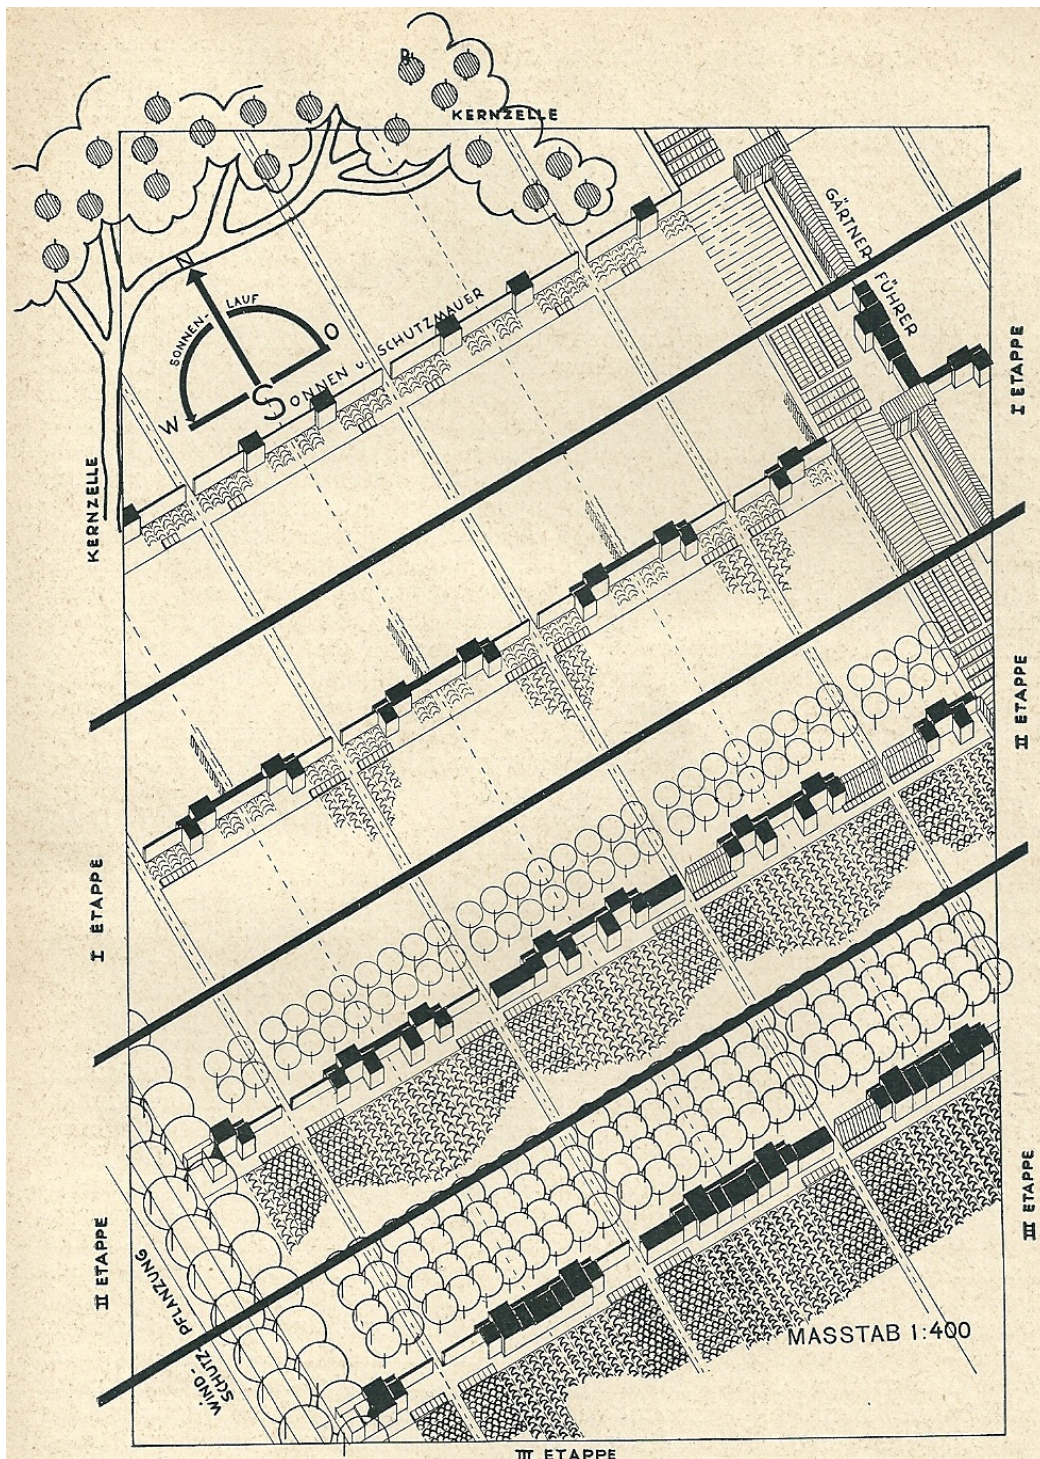 KERNZELLE
GÄRTNER FÜHRER
N
SONNEN-
LAUF
O
W
SONNEN u. SCHUTZMAUER
KERNZELLE
I ETAPPE
II ETAPPE
I ETAPPE
III ETAPPE
II ETAPPE
WIND-
SCHUTZ-PFLANZUNG
MASSTAB 1:400
III ETAPPE